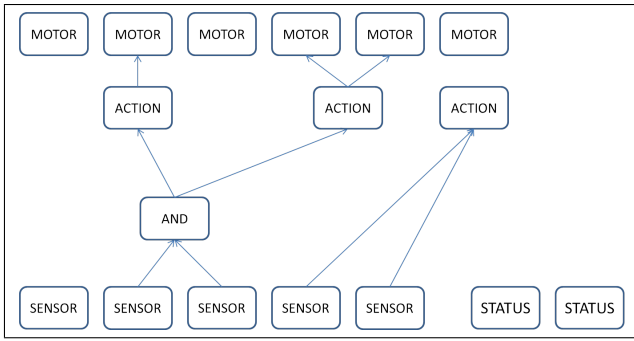 MOTOR MOTOR MOTOR MOTOR MOTOR MOTOR
ACTION ACTION ACTION
AND
SENSOR SENSOR SENSOR SENSOR SENSOR STATUS STATUS